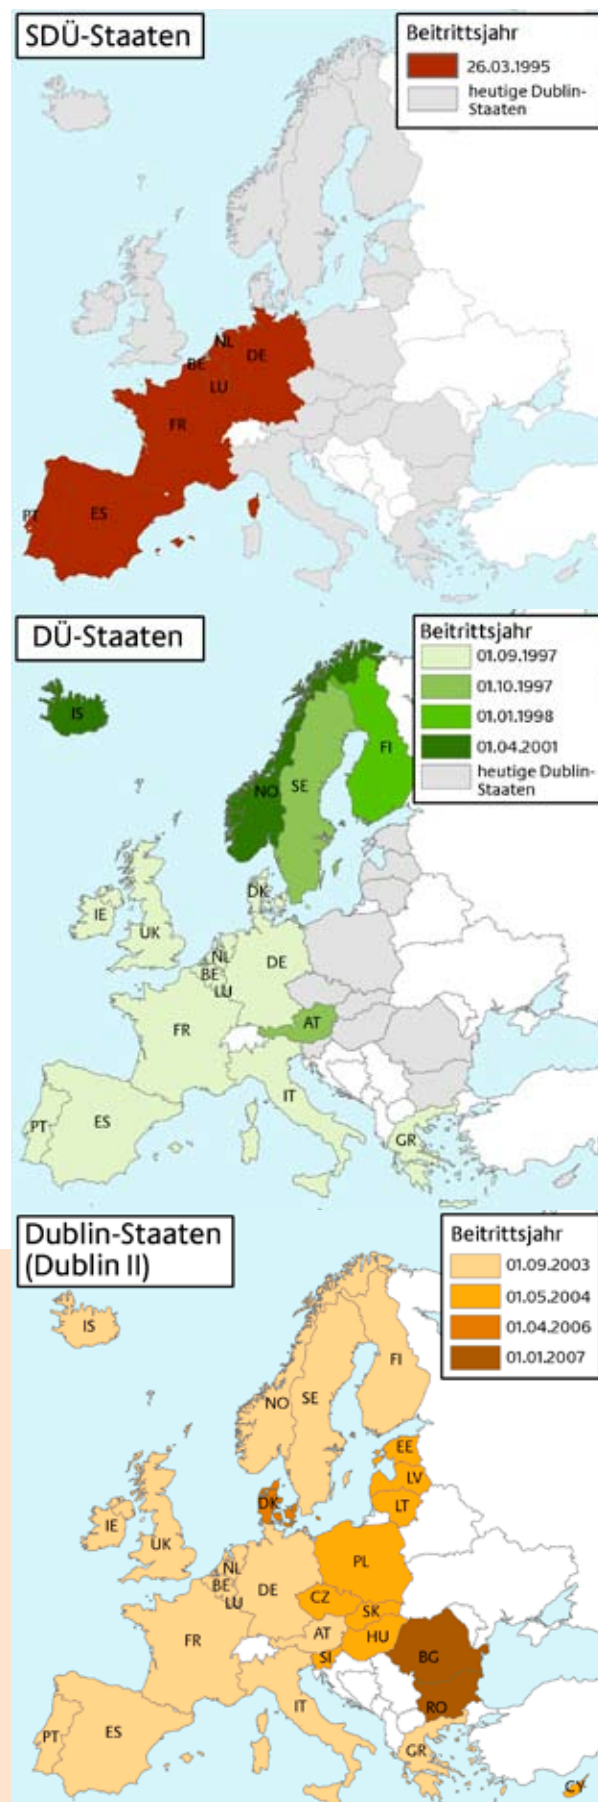 SDÜ-Staaten
Beitrittsjahr
26.03.1995
heutige Dublin-
Staaten
NL
BE
DE
LU
FR
PT
ES
DÜ-Staaten
Beitrittsjahr
01.09.1997
01.10.1997
01.01.1998
01.04.2001
heutige Dublin-
Staaten
IS
FI
NO
SE
DK
IE
UK
NL
BE
DE
LU
AT
FR
IT
PT
ES
GR
Dublin-Staaten
(Dublin II)
Beitrittsjahr
01.09.2003
01.05.2004
01.04.2006
01.01.2007
IS
FI
NO
SE
EE
LV
LT
DK
IE
UK
NL
BE
DE
LU
PL
CZ
SK
AT
HU
FR
SI
BG
RO
IT
PT
ES
GR
CY